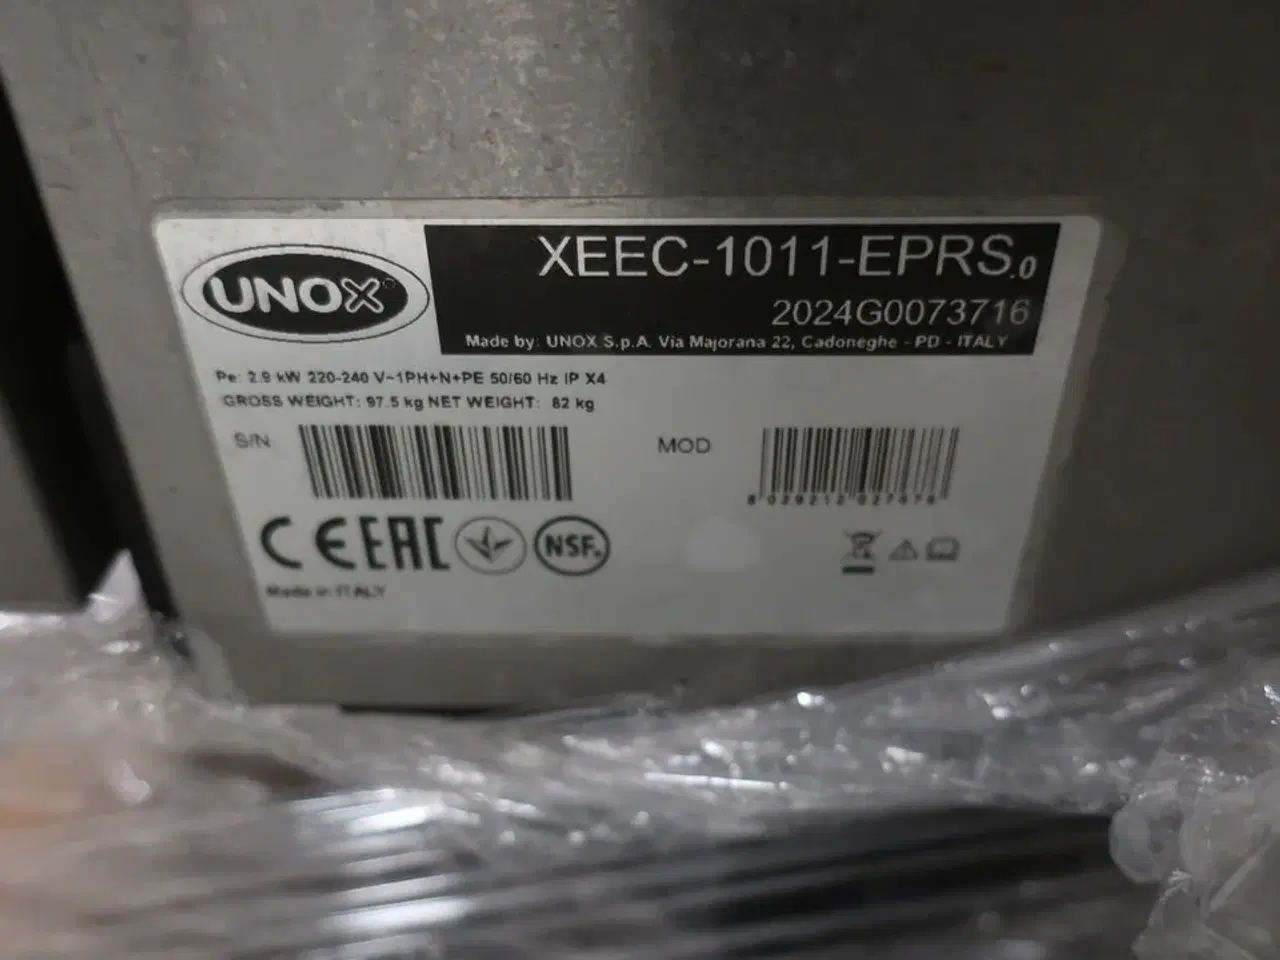 UNOX
XEEC-1011-EPRS.0
2024G0073716
Made by: UNOX S.p.A. Via Majorana 22, Cadoneghe - PD - ITALY
Pe: 2.9 kW 220-240 V~1PH+N+PE 50/60 Hz IP X4
GROSS WEIGHT: 97.5 kg NET WEIGHT: 82 kg
S/N
MOD
CE EAC NSF.
Made in ITALY